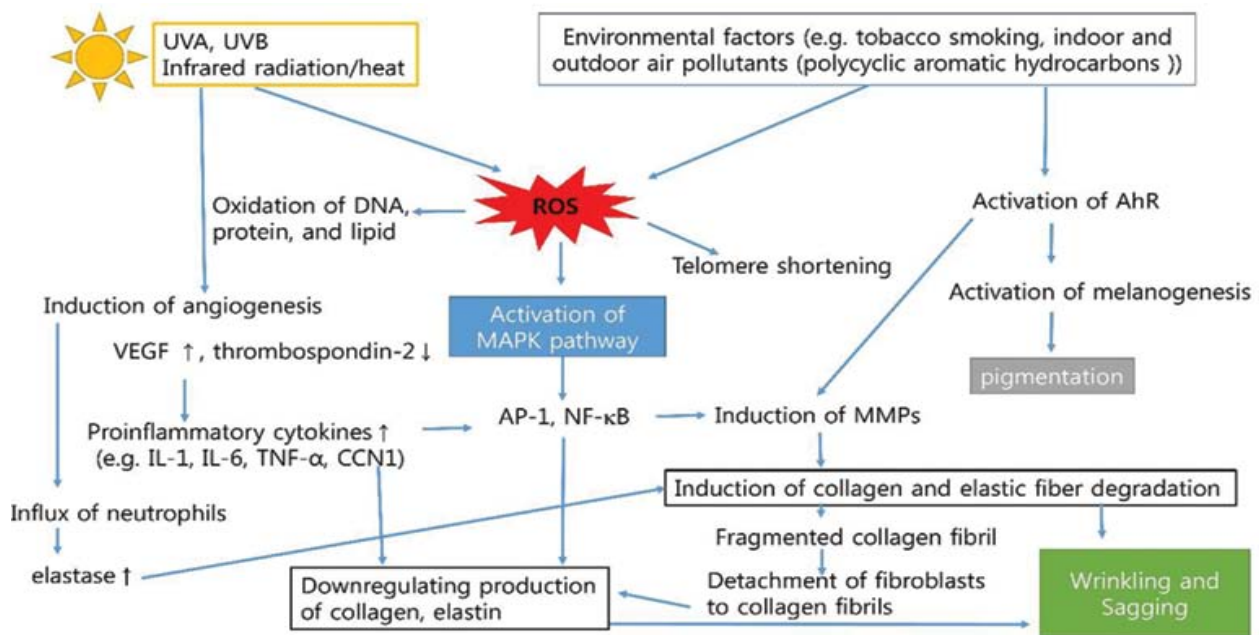 UVA, UVB
Infrared radiation/heat
Environmental factors (e.g. tobacco smoking, indoor and
outdoor air pollutants (polycyclic aromatic hydrocarbons ))
ROS
Oxidation of DNA,
protein, and lipid
Activation of AhR
Telomere shortening
Induction of angiogenesis
Activation of
MAPK pathway
Activation of melanogenesis
VEGF ↑, thrombospondin-2 ↓
pigmentation
AP-1, NF-κB
Induction of MMPs
Proinflammatory cytokines ↑
(e.g. IL-1, IL-6, TNF-α, CCN1)
Induction of collagen and elastic fiber degradation
Influx of neutrophils
Fragmented collagen fibril
elastase ↑
Downregulating production
of collagen, elastin
Detachment of fibroblasts
to collagen fibrils
Wrinkling and
Sagging